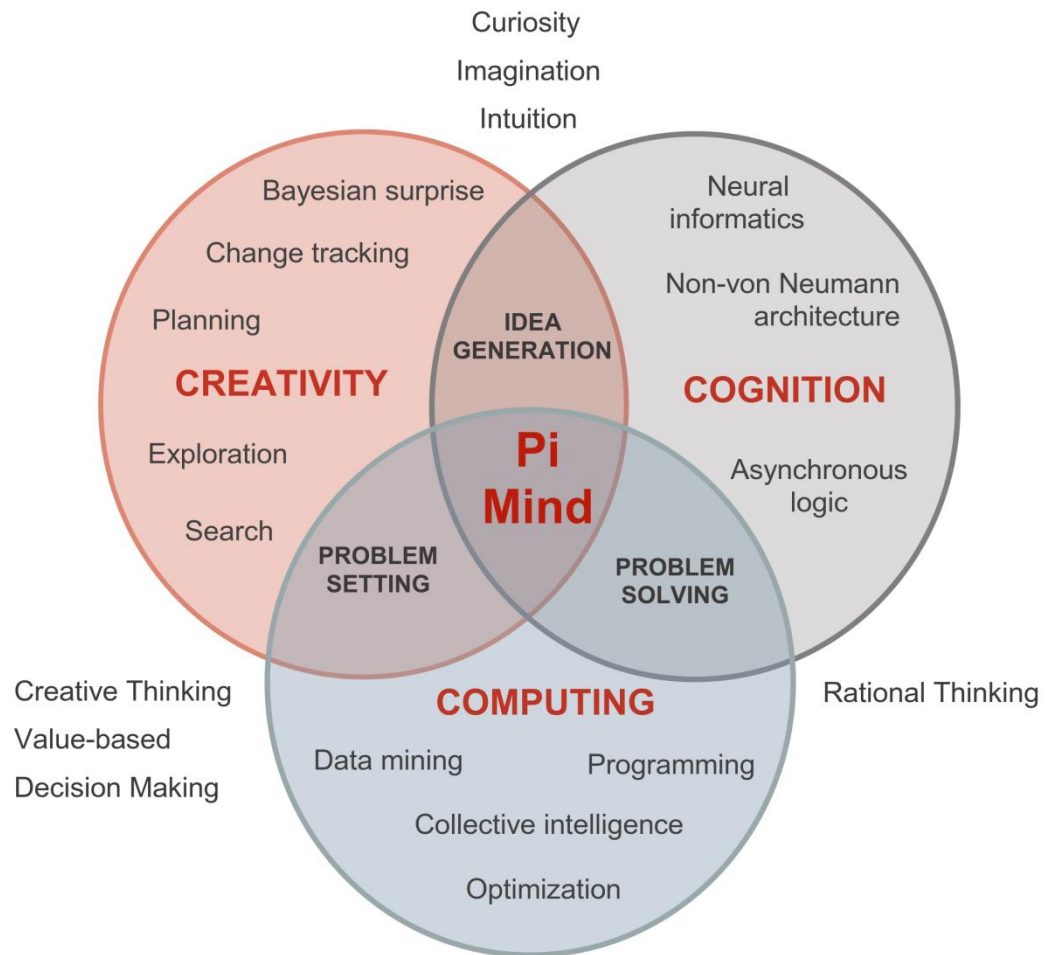 Curiosity
Imagination
Intuition
Bayesian surprise
Change tracking
Planning
CREATIVITY
Exploration
Search
IDEA
GENERATION
Neural
informatics
Non-von Neumann
architecture
COGNITION
Asynchronous
logic
Pi
Mind
PROBLEM
SETTING
PROBLEM
SOLVING
Creative Thinking
Value-based
Decision Making
COMPUTING
Data mining
Programming
Collective intelligence
Optimization
Rational Thinking